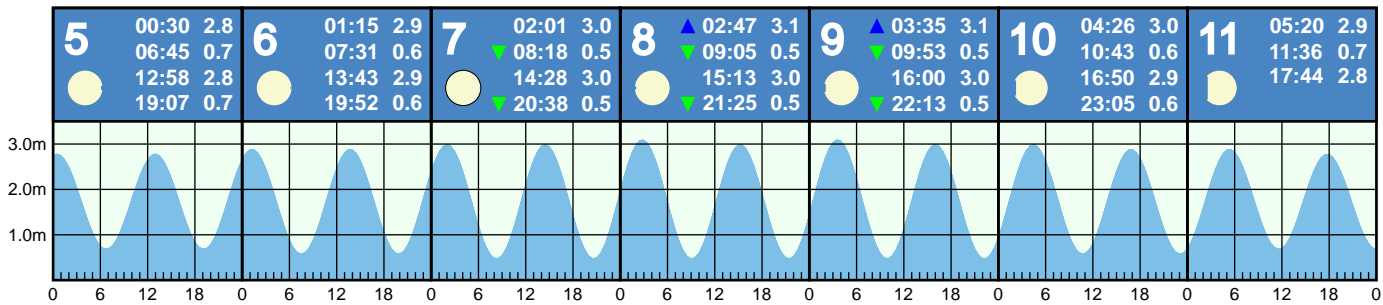 5
00:30 2.8
06:45 0.7
12:58 2.8
19:07 0.7
6
01:15 2.9
07:31 0.6
13:43 2.9
19:52 0.6
7
02:01 3.0
▼ 08:18 0.5
14:28 3.0
▼ 20:38 0.5
8
▲ 02:47 3.1
▼ 09:05 0.5
15:13 3.0
▼ 21:25 0.5
9
▲ 03:35 3.1
▼ 09:53 0.5
16:00 3.0
▼ 22:13 0.5
10
04:26 3.0
10:43 0.6
16:50 2.9
23:05 0.6
11
05:20 2.9
11:36 0.7
17:44 2.8
3.0m
2.0m
1.0m
0 6 12 18 0 6 12 18 0 6 12 18 0 6 12 18 0 6 12 18 0 6 12 18 0 6 12 18 0